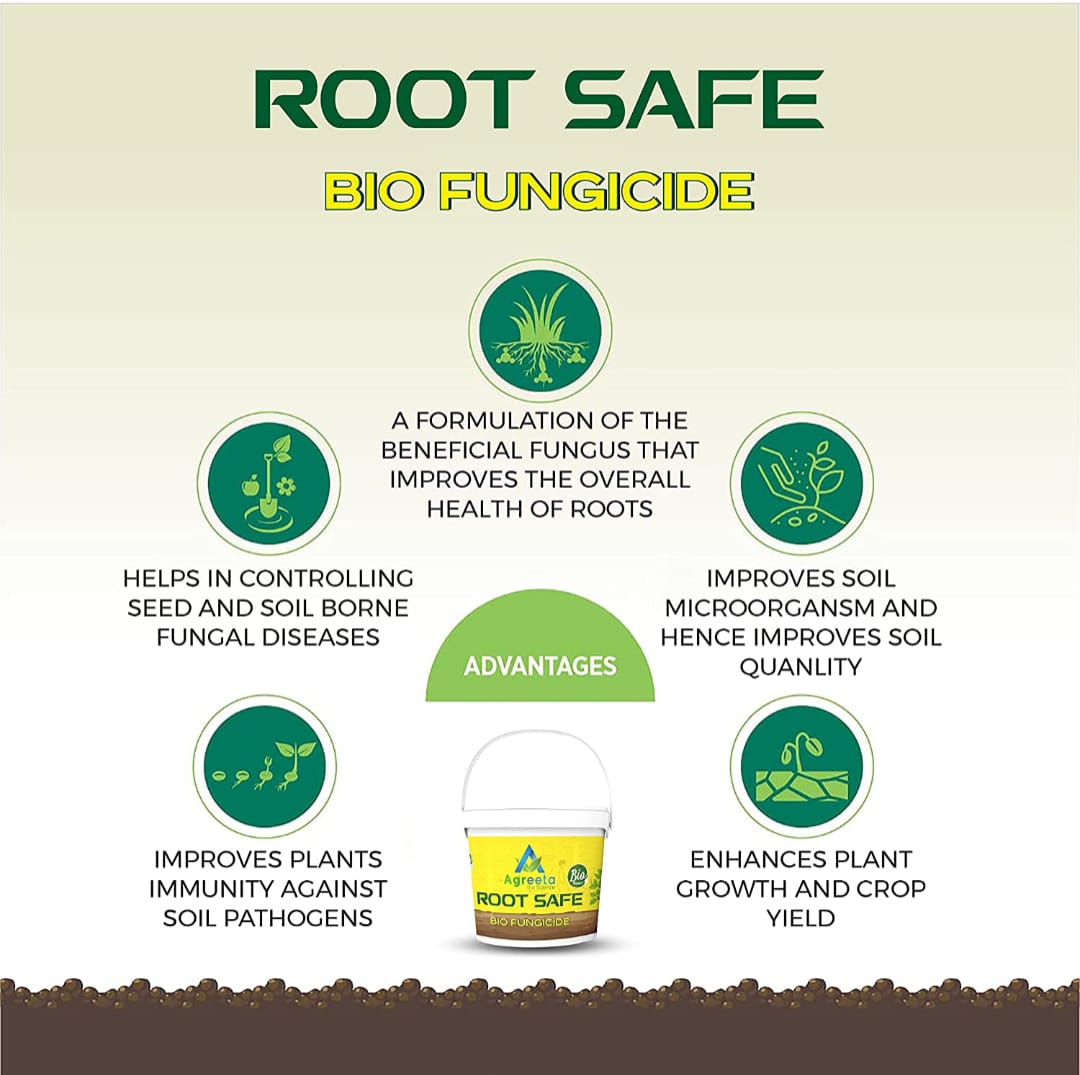 ROOT SAFE
BIO FUNGICIDE
A FORMULATION OF THE
BENEFICIAL FUNGUS THAT
IMPROVES THE OVERALL
HEALTH OF ROOTS
HELPS IN CONTROLLING
SEED AND SOIL BORNE
FUNGAL DISEASES
IMPROVES SOIL
MICROORGANSM AND
HENCE IMPROVES SOIL
QUANLITY
ADVANTAGES
IMPROVES PLANTS
IMMUNITY AGAINST
SOIL PATHOGENS
ENHANCES PLANT
GROWTH AND CROP
YIELD
Agreeta
Bio
ROOT SAFE
BIO FUNGICIDE